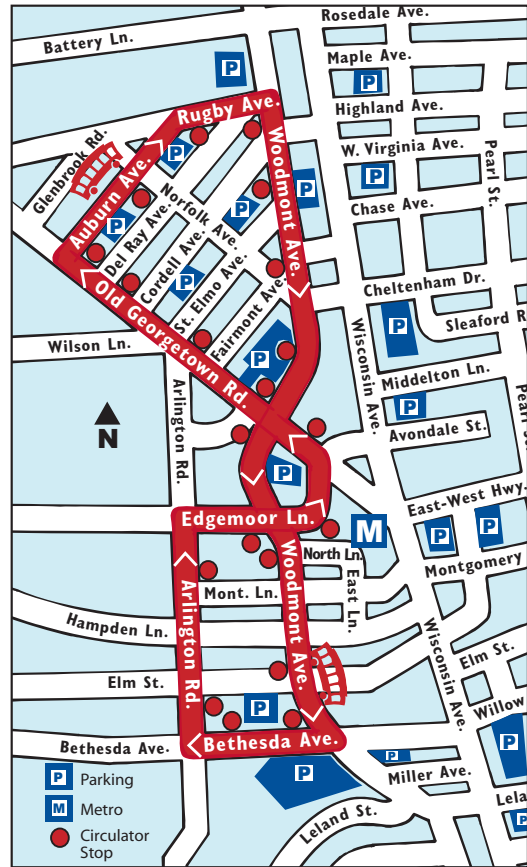 Rosedale Ave.
Battery Ln.
Maple Ave.
P
P
Highland Ave.
Rugby Ave.
Glenbrook Rd.
W. Virginia Ave.
Pearl St.
P
P
Auburn Ave.
Woodmont Ave.
P
Norfolk Ave.
P
P
Chase Ave.
Del Ray Ave.
Cordell Ave.
P
St. Elmo Ave.
Cheltenham Dr.
Old Georgetown Rd.
Fairmont Ave.
Sleaford R
P
Wilson Ln.
P
Wisconsin Ave.
Middelton Ln.
Arlington Rd.
P
Pearl
N
Avondale St.
P
East-West Hwy.
Edgemoor Ln.
M
P
P
North Ln.
Montgomery
Mont. Ln.
East Ln.
Arlington Rd.
Woodmont Ave.
Hampden Ln.
Wisconsin Ave.
Elm St.
Elm St.
P
Willow
Bethesda Ave.
Bethesda Ave.
P
P
P
Miller Ave.
P Parking
M Metro
Circulator
Stop
Leland St.
Lela
P